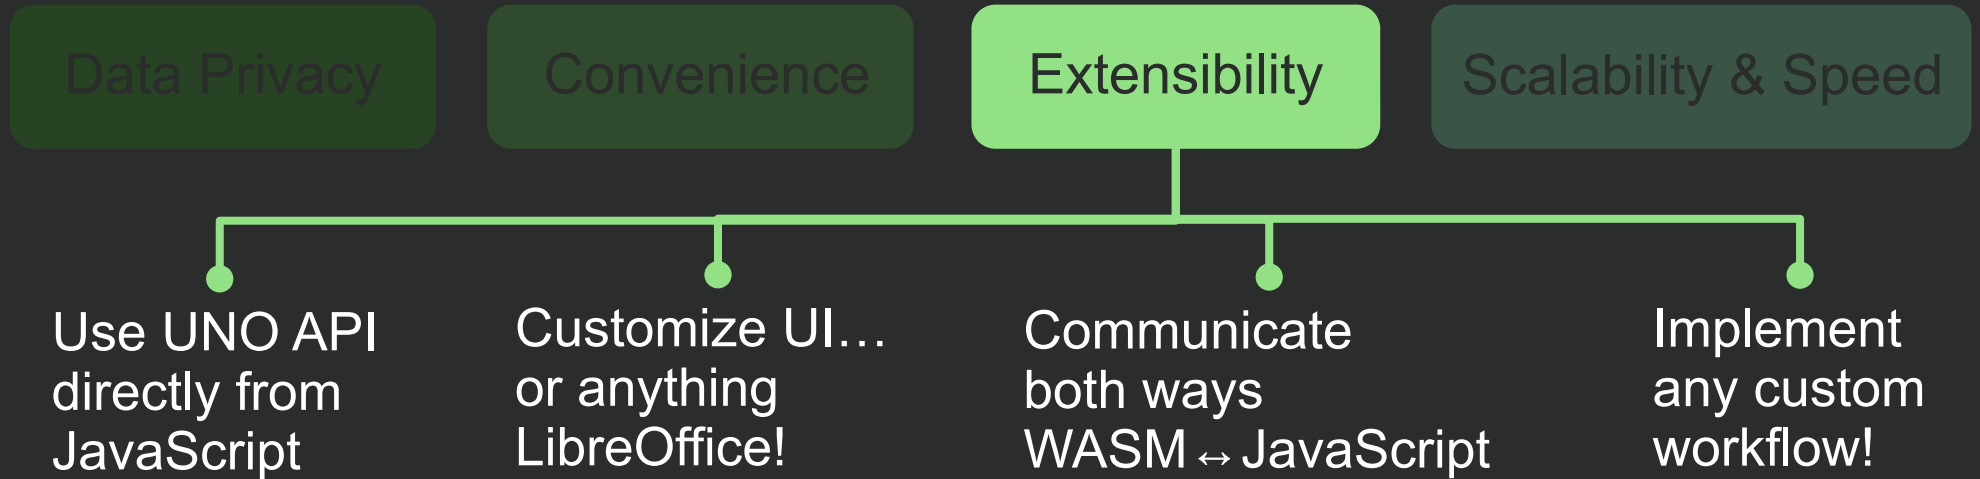 Data Privacy
Convenience
Extensibility
Scalability & Speed
Use UNO API
directly from
JavaScript
Customize UI…
or anything
LibreOffice!
Communicate
both ways
WASM↔JavaScript
Implement
any custom
workflow!